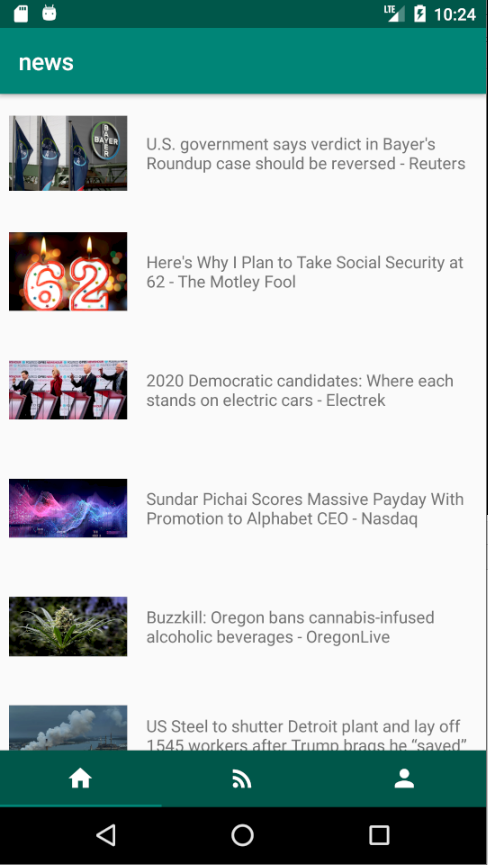 LTE 10:24
news
BAYER
BAYER
U.S. government says verdict in Bayer's
Roundup case should be reversed - Reuters
62
Here's Why I Plan to Take Social Security at
62 - The Motley Fool
2020 Democratic candidates: Where each
stands on electric cars - Electrek
Sundar Pichai Scores Massive Payday With
Promotion to Alphabet CEO - Nasdaq
Buzzkill: Oregon bans cannabis-infused
alcoholic beverages - OregonLive
US Steel to shutter Detroit plant and lay off
1545 workers after Trump brags he “saved”